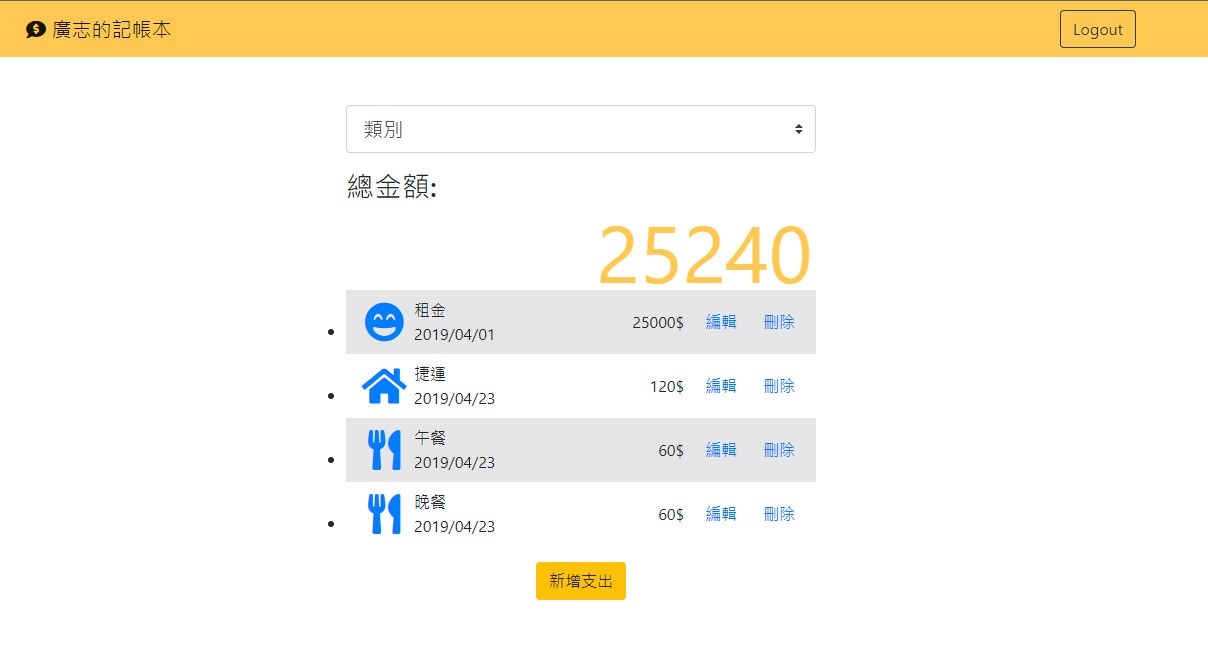 廣志的記帳本
Logout
類別
總金額:
25240
租金
2019/04/01
25000$ 編輯 刪除
捷運
2019/04/23
120$ 編輯 刪除
午餐
2019/04/23
60$ 編輯 刪除
晚餐
2019/04/23
60$ 編輯 刪除
新增支出